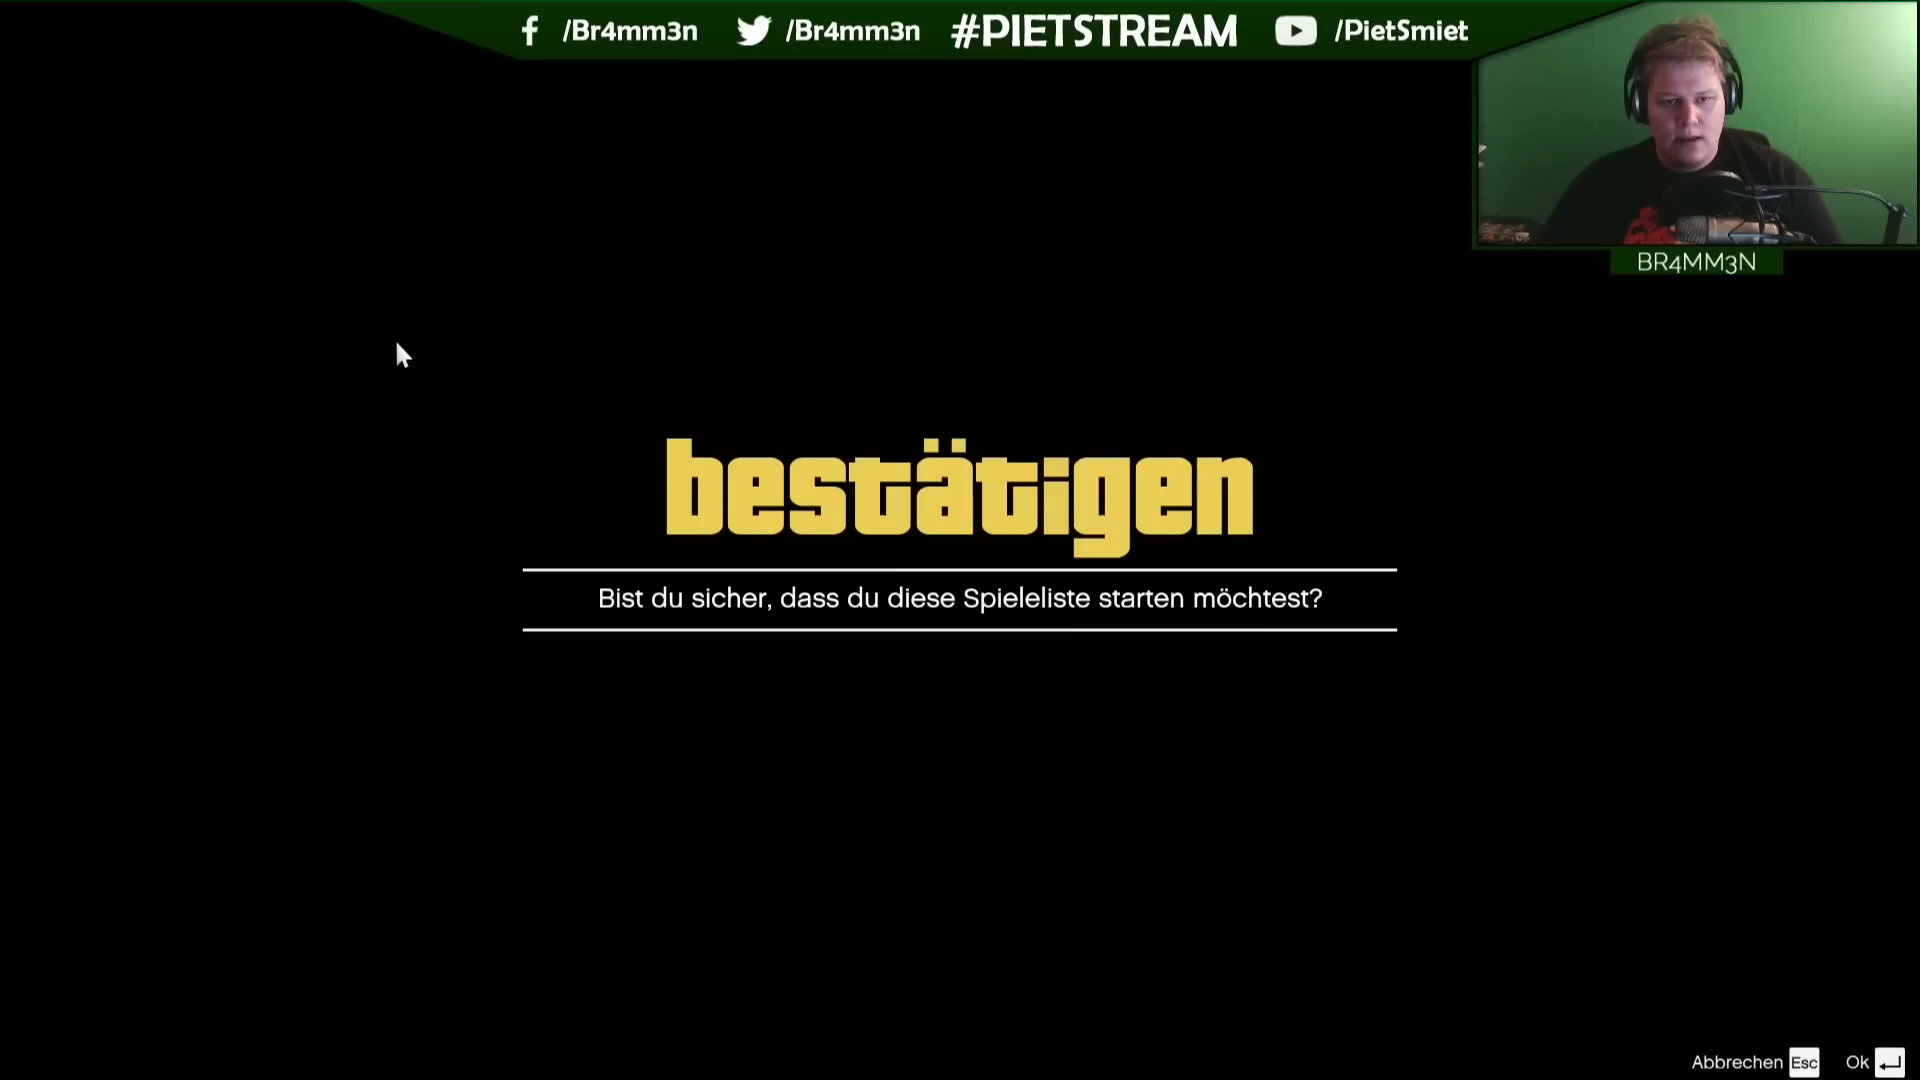 /Br4mm3n /Br4mm3n #PIETSTREAM /PietSmiet
BR4MM3N
bestätigen
Bist du sicher, dass du diese Spieleliste starten möchtest?
Abbrechen Esc Ok